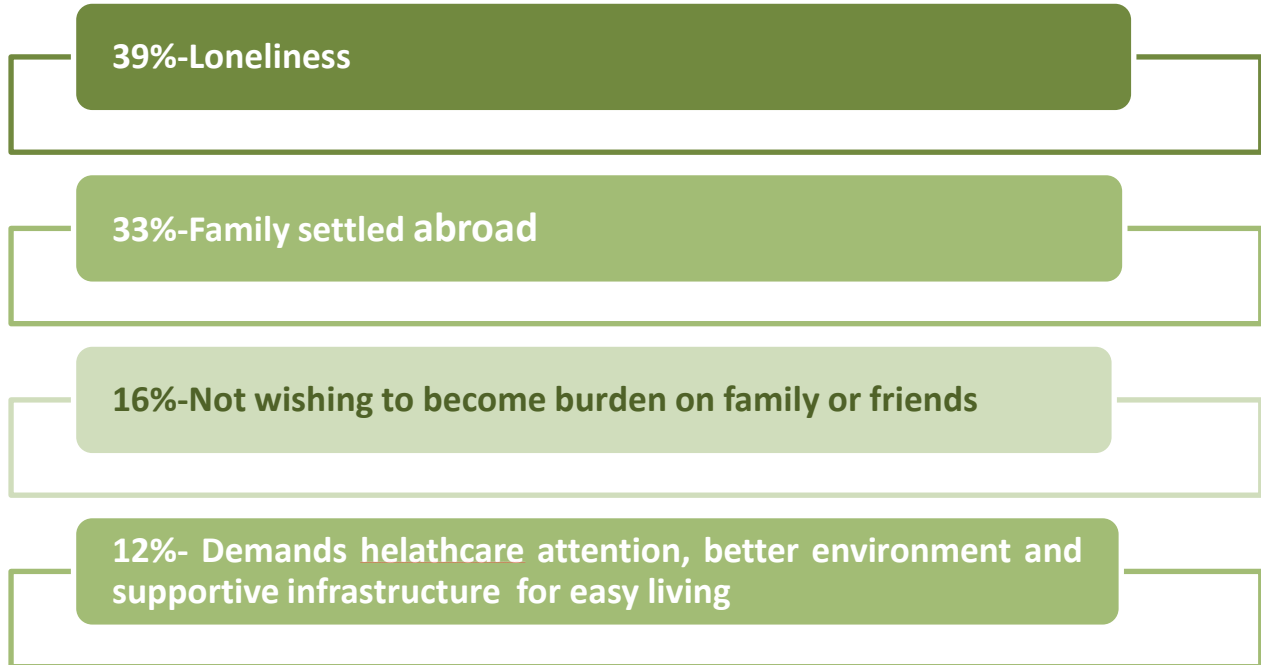 39%-Loneliness
33%-Family settled abroad
16%-Not wishing to become burden on family or friends
12%- Demands helathcare attention, better environment and
supportive infrastructure for easy living